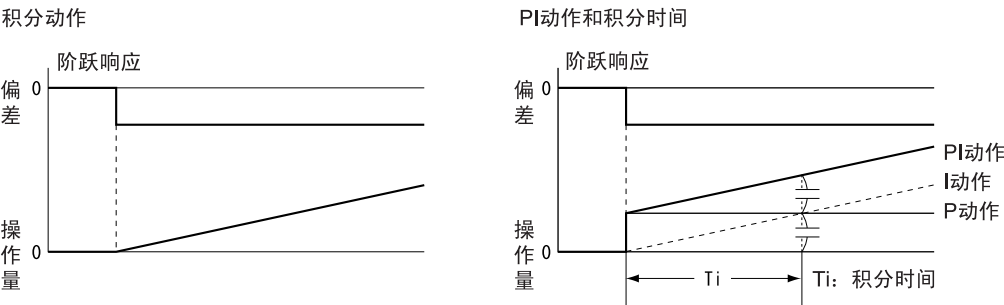 积分动作
阶跃响应
偏差
0
操作量
0
PI动作和积分时间
阶跃响应
偏差
0
PI动作
I动作
P动作
操作量
0
Ti
Ti：积分时间